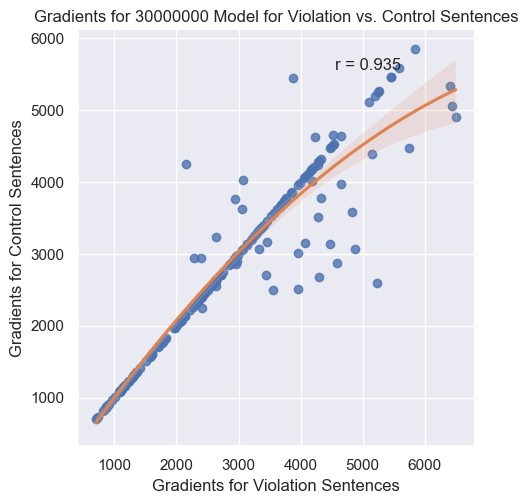 Gradients for 30000000 Model for Violation vs. Control Sentences
6000
r = 0.935
5000
4000
3000
2000
1000
Gradients for Control Sentences
1000 2000 3000 4000 5000 6000
Gradients for Violation Sentences